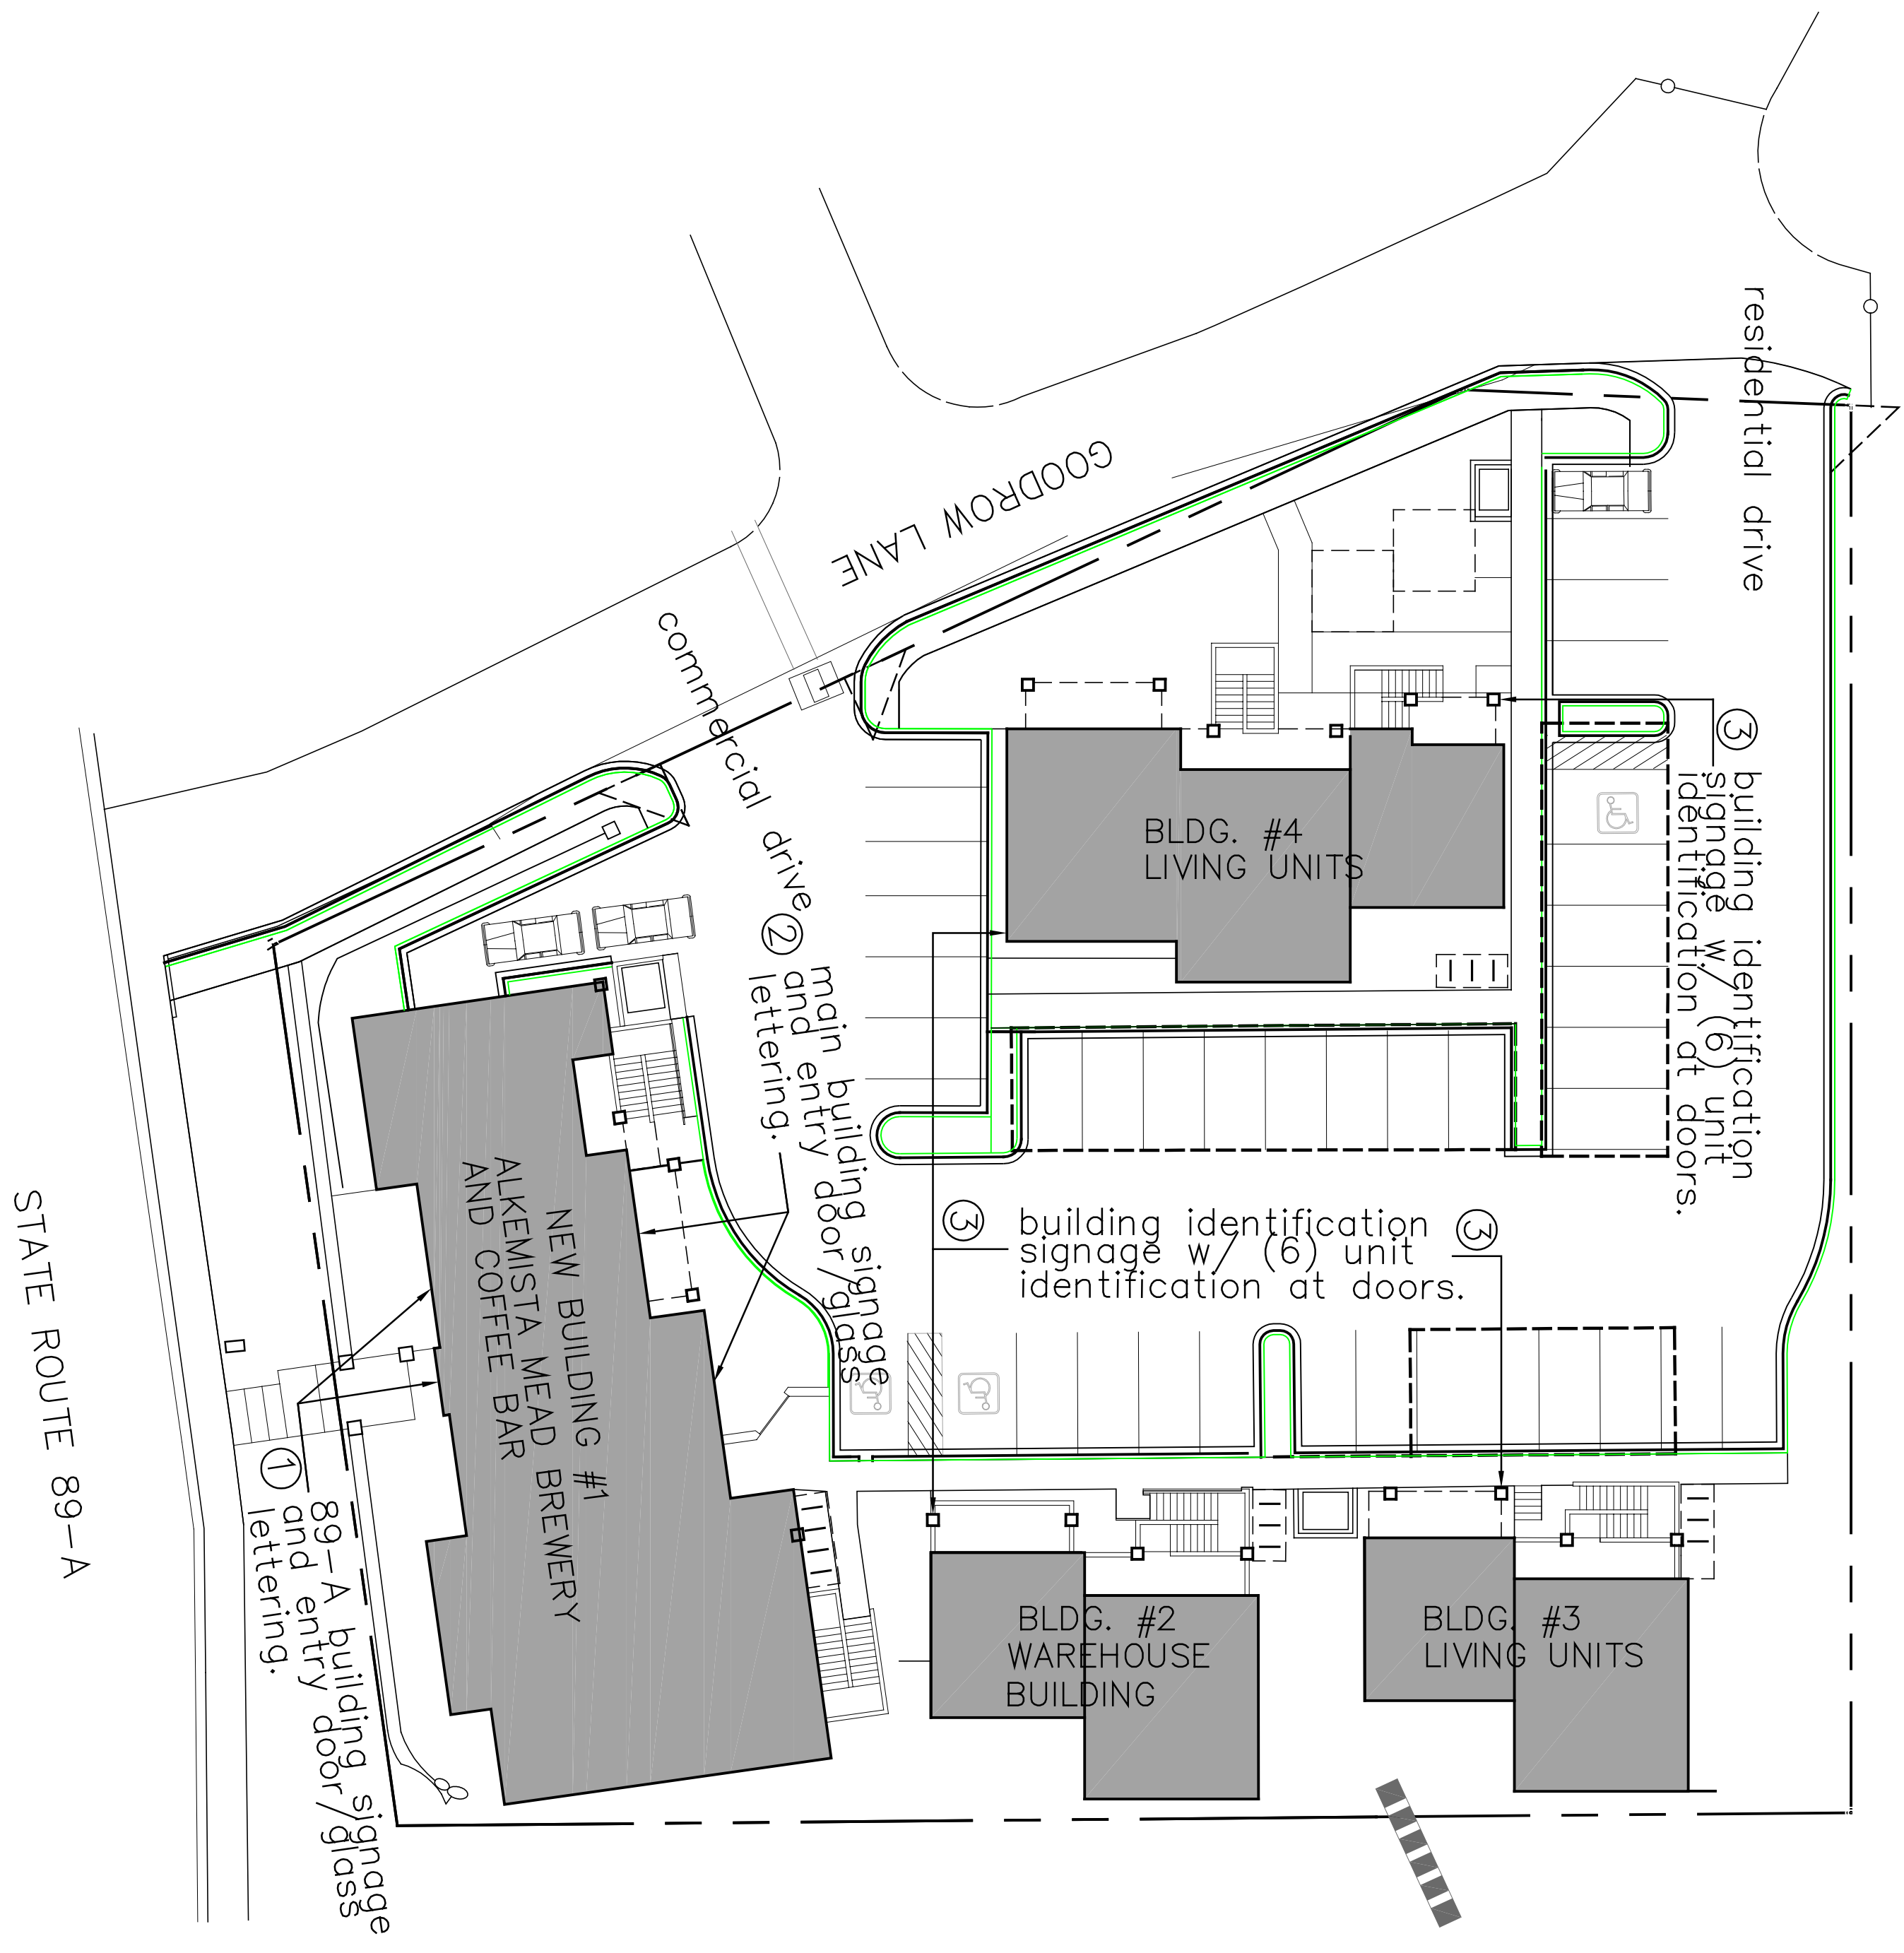 residential drive
GOODROW LANE
commercial drive
3
building identification
signage w/ (6) unit
identification at doors.
BLDG. #4
LIVING UNITS
2
main building signage
and entry door/glass
lettering.
3
building identification
signage w/ (6) unit
identification at doors.
3
NEW BUILDING #1
ALKEMISTA MEAD BREWERY
AND COFFEE BAR
STATE ROUTE 89-A
1
89-A building signage
and entry door/glass
lettering.
BLDG. #2
WAREHOUSE
BUILDING
BLDG. #3
LIVING UNITS